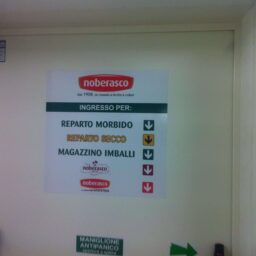 noberasco
INGRESSO PER:
REPARTO MORBIDO
REPARTO SECCO
MAGAZZINO IMBALLI
noberasco
noberasco
MANIGLIONE
ANTIPANICO